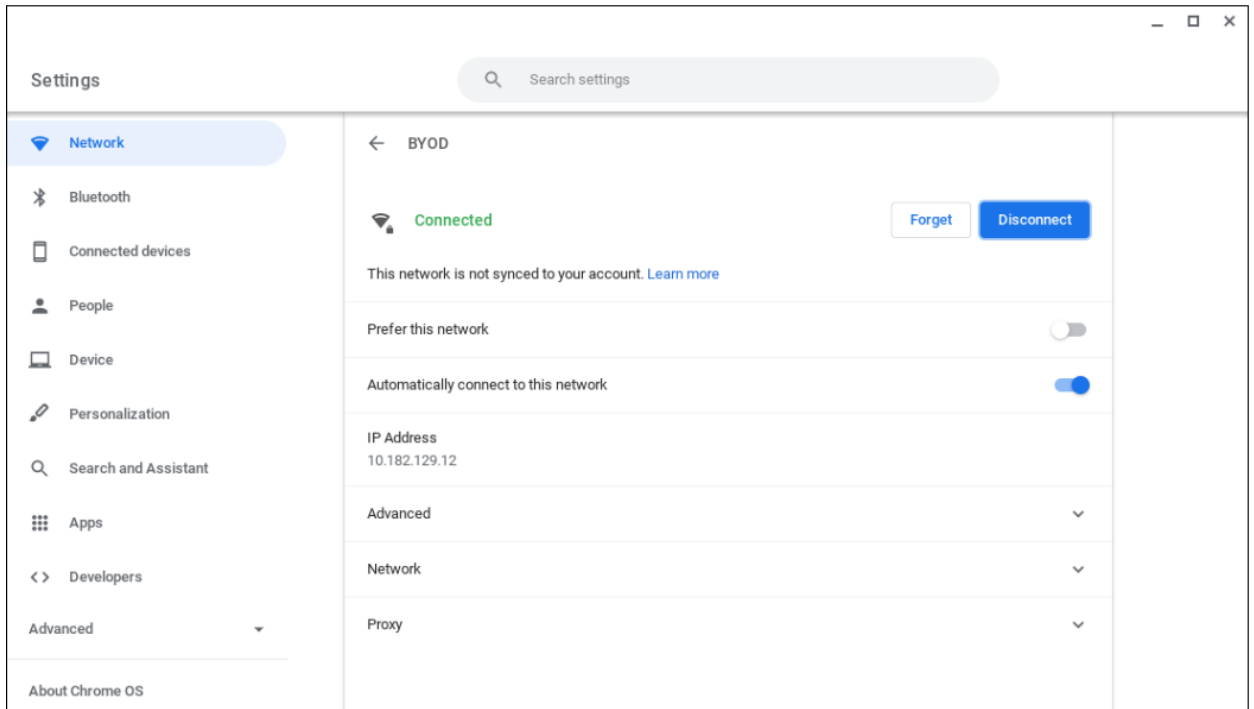 Settings
Search settings
Network
Bluetooth
Connected devices
People
Device
Personalization
Search and Assistant
Apps
Developers
Advanced
About Chrome OS
BYOD
Connected
Forget
Disconnect
This network is not synced to your account. Learn more
Prefer this network
Automatically connect to this network
IP Address
10.182.129.12
Advanced
Network
Proxy